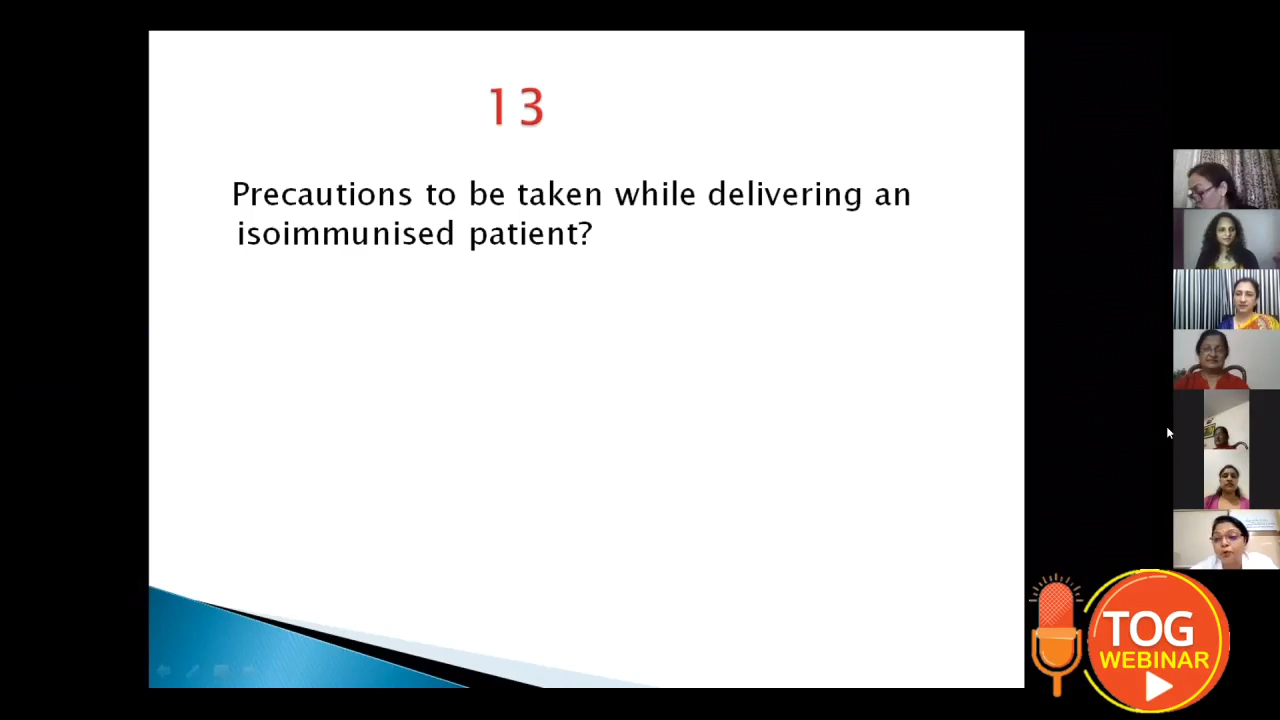 13
Precautions to be taken while delivering an
isoimmunised patient?
TOG
WEBINAR